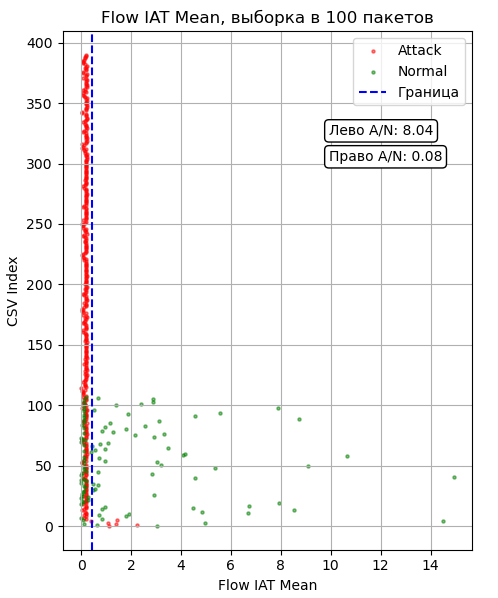 Flow IAT Mean, выборка в 100 пакетов
400
350
300
250
200
150
100
50
0
CSV Index
Attack
Normal
Граница
Лево A/N: 8.04
Право A/N: 0.08
0 2 4 6 8 10 12 14
Flow IAT Mean